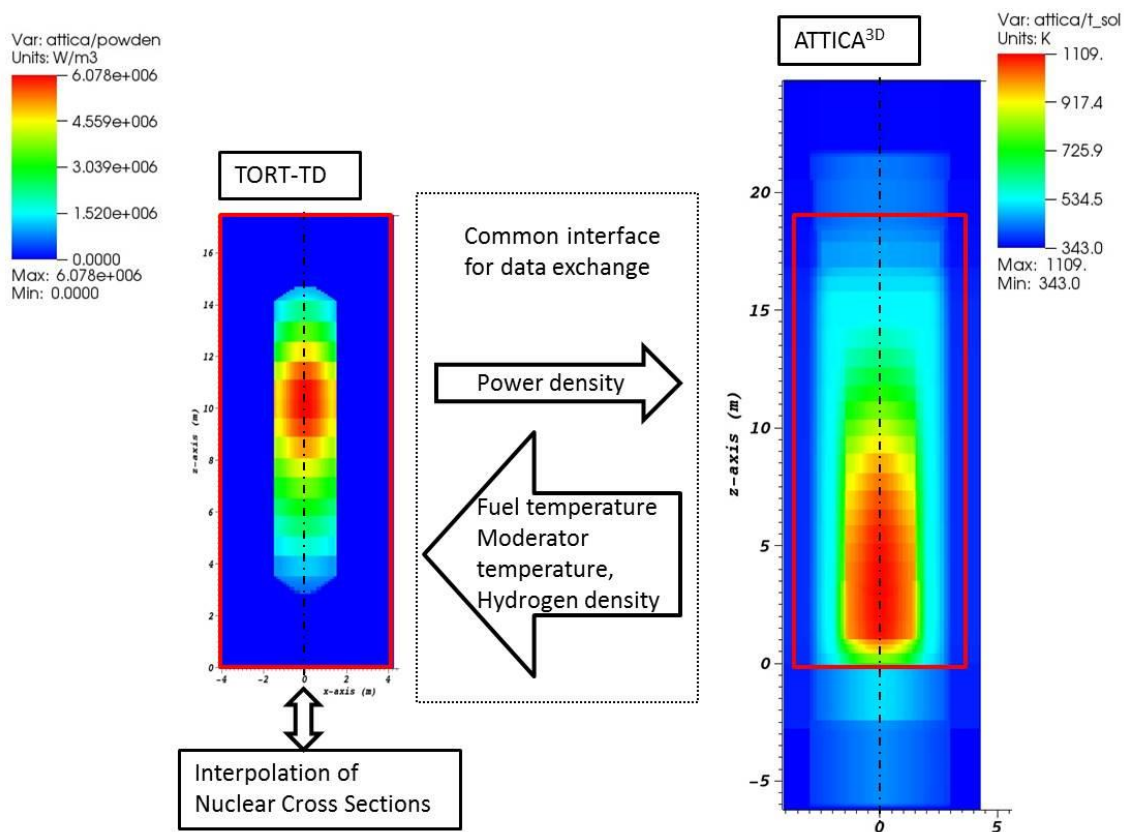 Var: attica/powden
Units: W/m3
6.078e+006
4.559e+006
3.039e+006
1.520e+006
0.0000
Max: 6.078e+006
Min: 0.0000
TORT-TD
16
14
12
10
8
6
4
2
0
z-axis (m)
-4
-2
0
2
4
x-axis (m)
Interpolation of
Nuclear Cross Sections
Common interface
for data exchange
Power density
Fuel temperature
Moderator
temperature,
Hydrogen density
ATTICA3D
Var: attica/t_sol
Units: K
1109.
917.4
725.9
534.5
343.0
Max: 1109.
Min: 343.0
20
15
10
5
0
-5
z-axis (m)
0
5